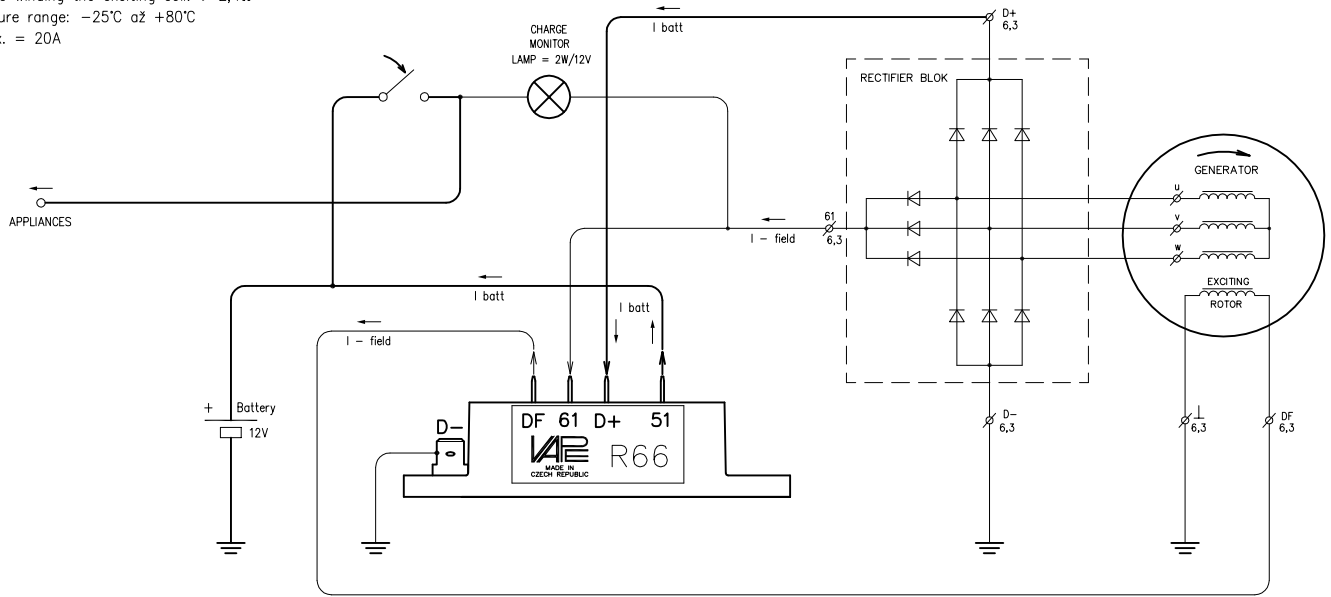 ure range: -25°C až +80°C
. = 20A
CHARGE
MONITOR
LAMP = 2W/12V
I batt
D+
6,3
RECTIFIER BLOK
GENERATOR
u
v
w
EXCITING
ROTOR
APPLIANCES
61
6,3
I - field
I batt
I batt
I - field
+ Battery
12V
D-
DF 61 D+ 51
VAPE
MADE IN
CZECH REPUBLIC
R66
D-
6,3
⊥
6,3
DF
6,3